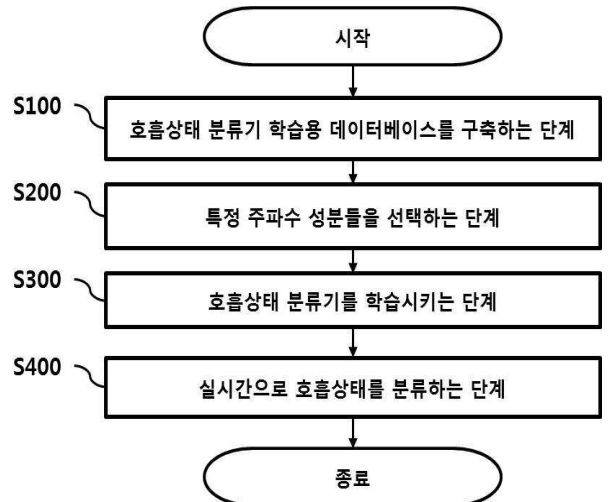 시작
S100
호흡상태 분류기 학습용 데이터베이스를 구축하는 단계
S200
특정 주파수 성분들을 선택하는 단계
S300
호흡상태 분류기를 학습시키는 단계
S400
실시간으로 호흡상태를 분류하는 단계
종료